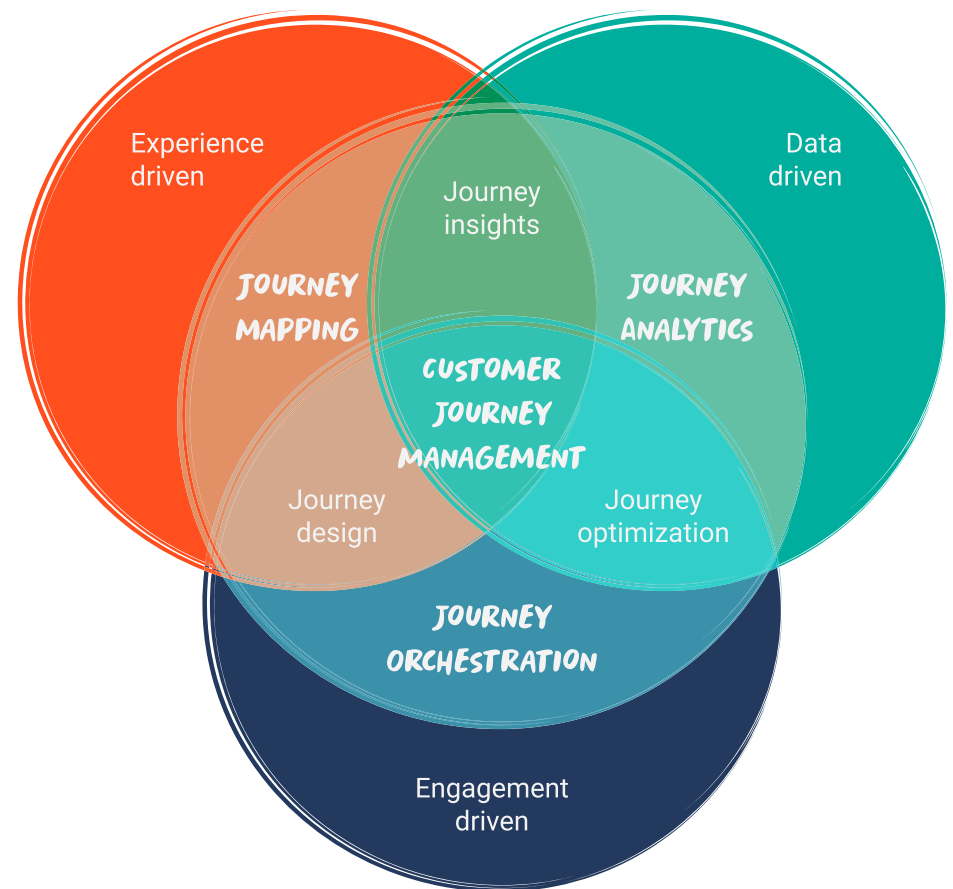 Experience
driven
Data
driven
Journey
insights
JOURNEY
MAPPING
JOURNEY
ANALYTICS
CUSTOMER
JOURNEY
MANAGEMENT
Journey
design
Journey
optimization
JOURNEY
ORCHESTRATION
Engagement
driven